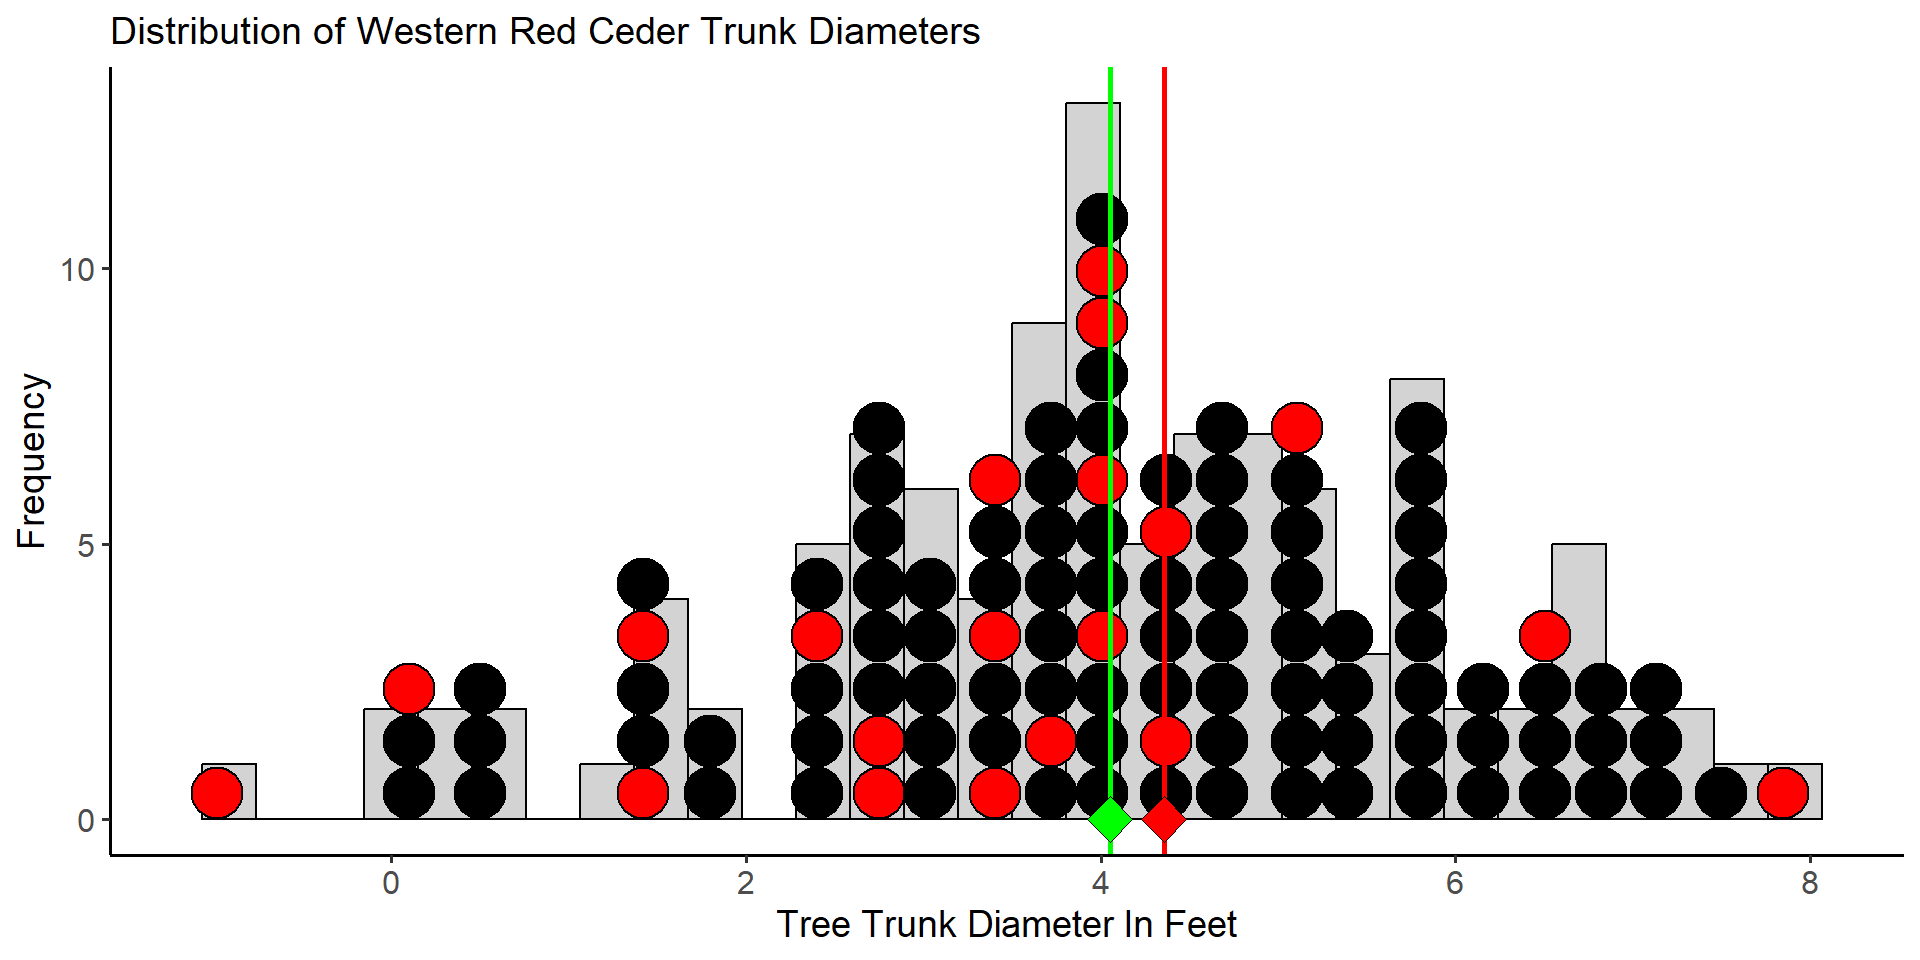 Distribution of Western Red Ceder Trunk Diameters
Frequency
10
5
0
0 2 4 6 8
Tree Trunk Diameter In Feet